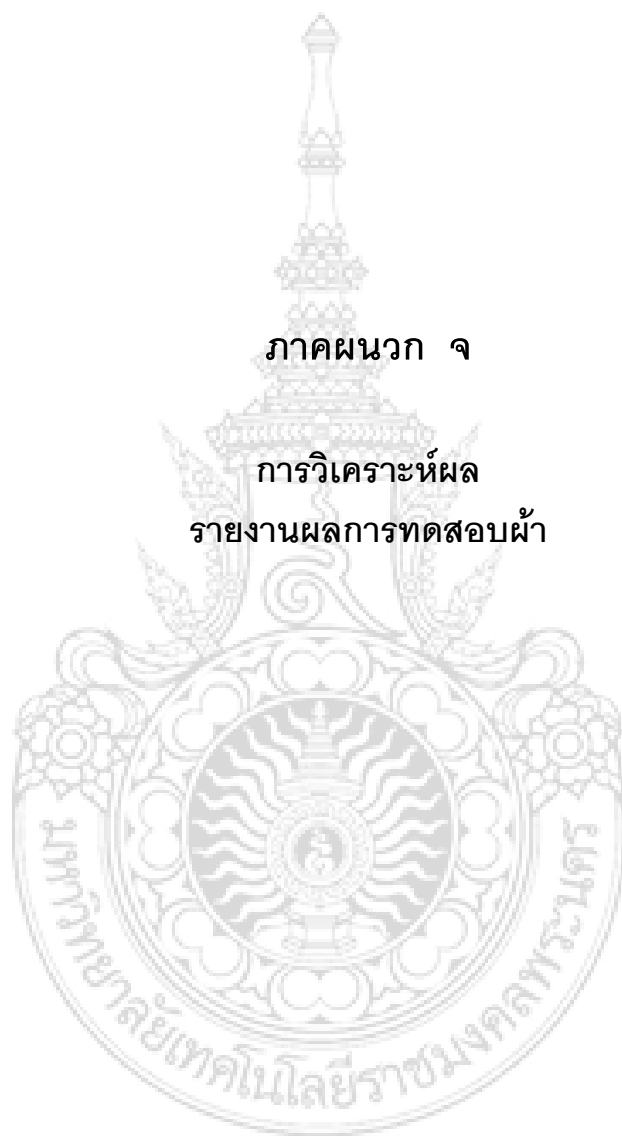 ภาคผนวก จ
การวิเคราะห์ผล
รายงานผลการทดสอบผ้า
มหาวิทยาลัยเทคโนโลยีราชมงคลพระนคร